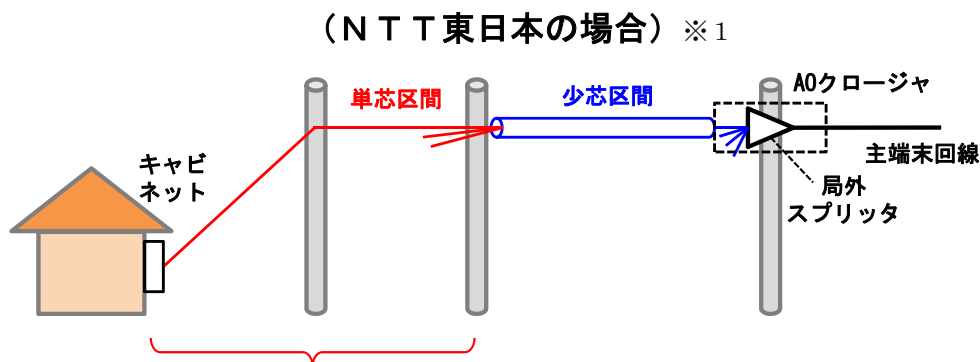 （ＮＴＴ東日本の場合）※1
単芯区間
少芯区間
AOクロージャ
主端末回線
キャビ
ネット
局外
スプリッタ